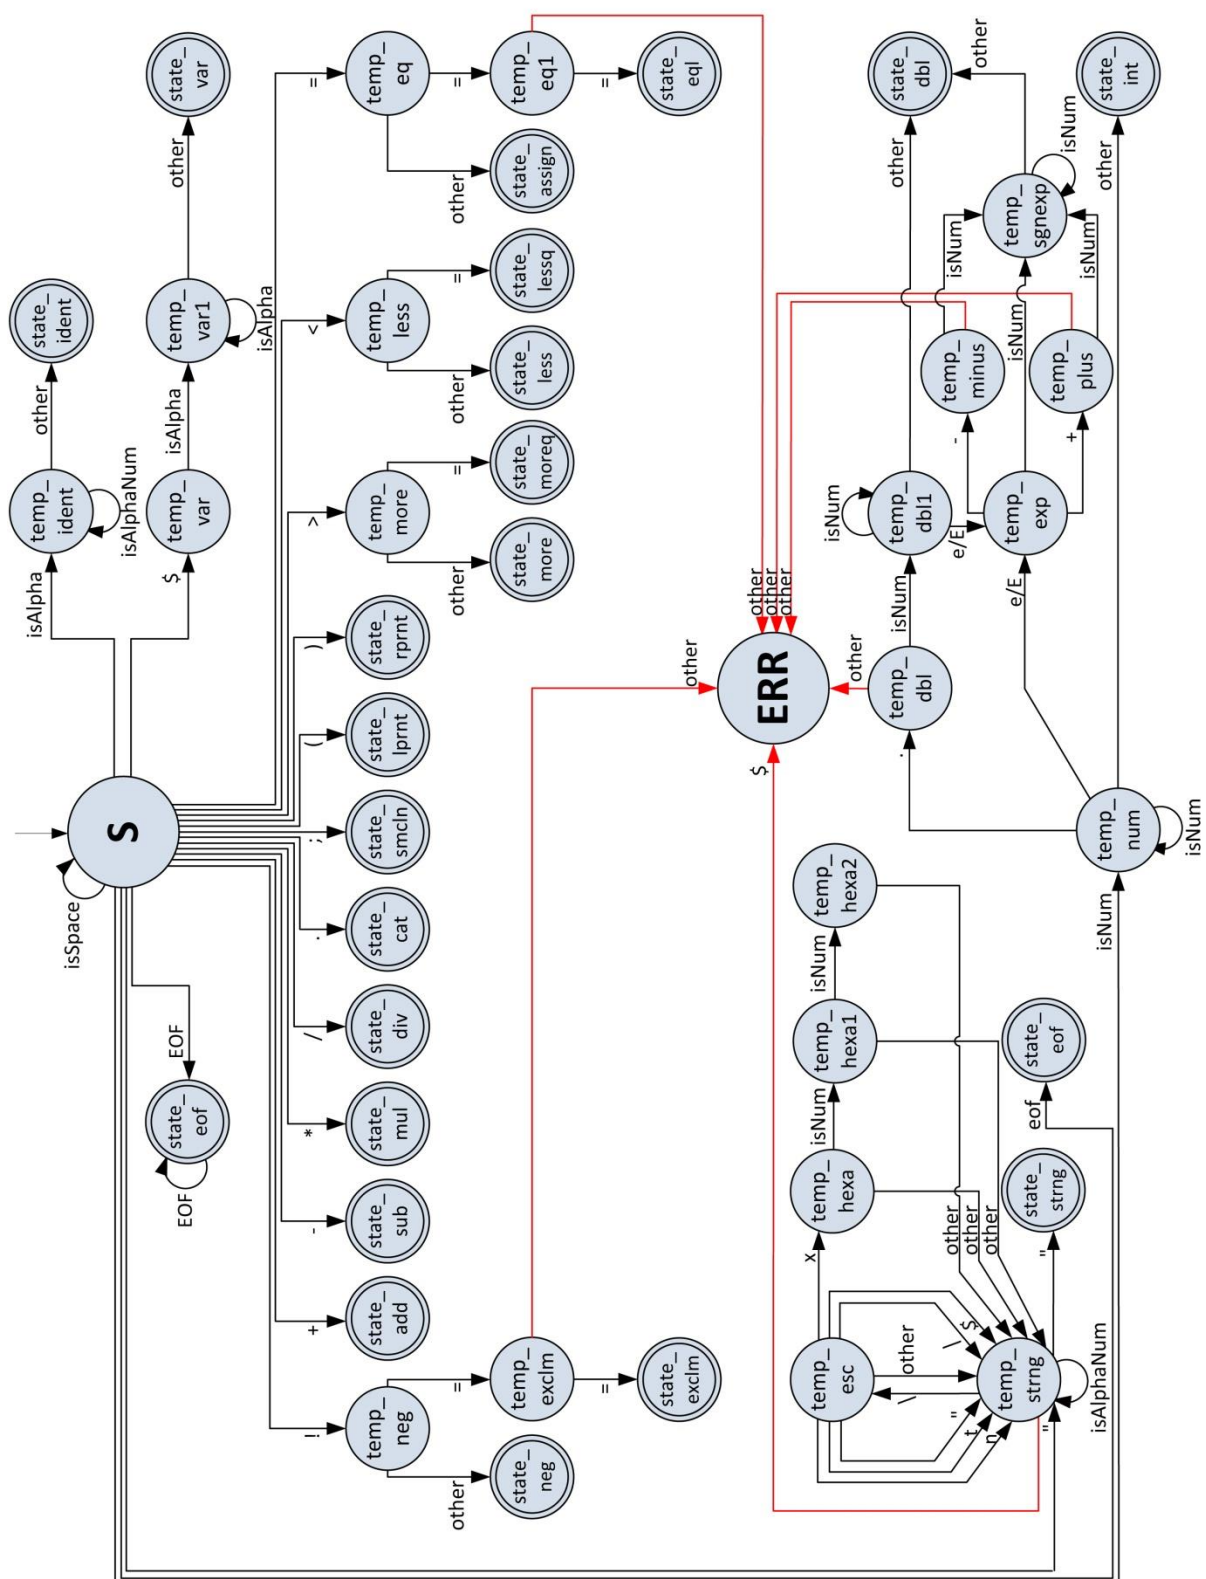 S
isSpace
EOF
state_
eof
EOF
isAlpha
temp_
ident
isAlphaNum
other
state_
ident
$
temp_
var
isAlpha
temp_
var1
isAlpha
other
state_
var
!
temp_
neg
other
state_
neg
=
temp_
exclm
=
state_
exclm
other
+
state_
add
-
state_
sub
*
state_
mul
/
state_
div
.
state_
cat
;
state_
smcln
(
state_
lprnt
)
state_
rprnt
>
temp_
more
other
state_
more
=
state_
moreq
<
temp_
less
other
state_
less
=
state_
lessq
=
temp_
eq
other
state_
assign
=
temp_
eq1
=
state_
eql
ERR
$
other
other
other
other
"
temp_
strng
isAlphaNum
\
temp_
esc
other
n
t
"
\
$
x
temp_
hexa
isNum
temp_
hexa1
isNum
temp_
hexa2
other
other
other
"
state_
strng
eof
state_
eof
isNum
temp_
num
isNum
.
temp_
dbl
other
isNum
temp_
dbl1
isNum
e/E
e/E
temp_
exp
-
temp_
minus
+
temp_
plus
isNum
isNum
isNum
temp_
sgnexp
isNum
other
other
state_
dbl
other
state_
int